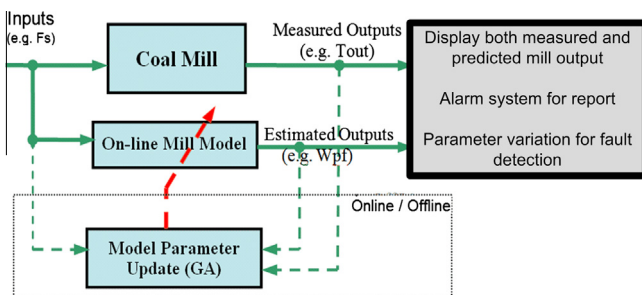 Inputs
(e.g. Fs)
Coal Mill
Measured Outputs
(e.g. Tout)
Display both measured and
predicted mill output
Alarm system for report
Parameter variation for fault
detection
On-line Mill Model
Estimated Outputs
(e.g. Wpf)
Online / Offline
Model Parameter
Update (GA)